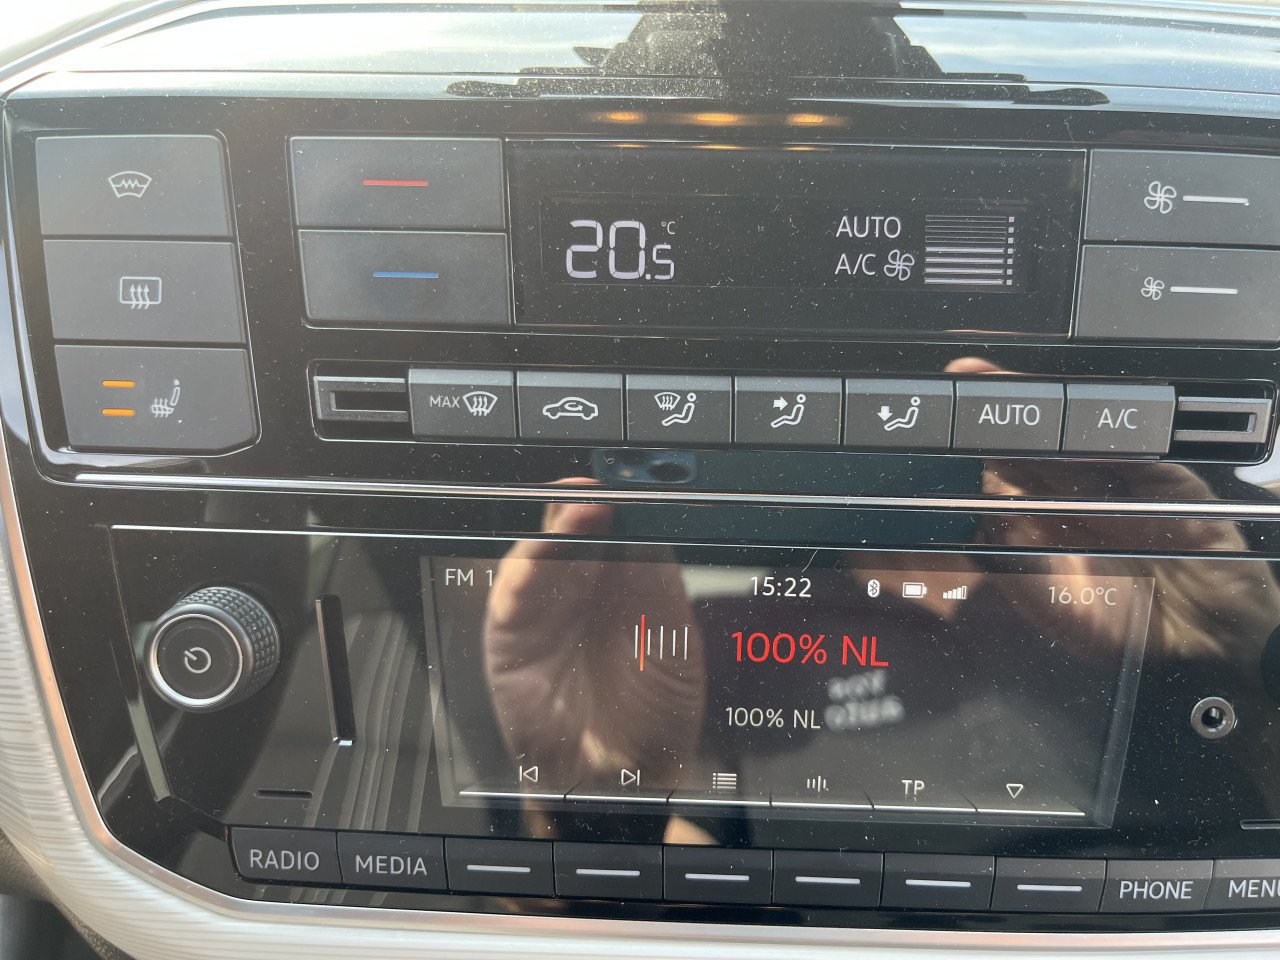 20.5 °C
AUTO
A/C
MAX
AUTO
A/C
FM 1
15:22
16.0°C
100% NL
100% NL
TP
RADIO
MEDIA
PHONE
MENU